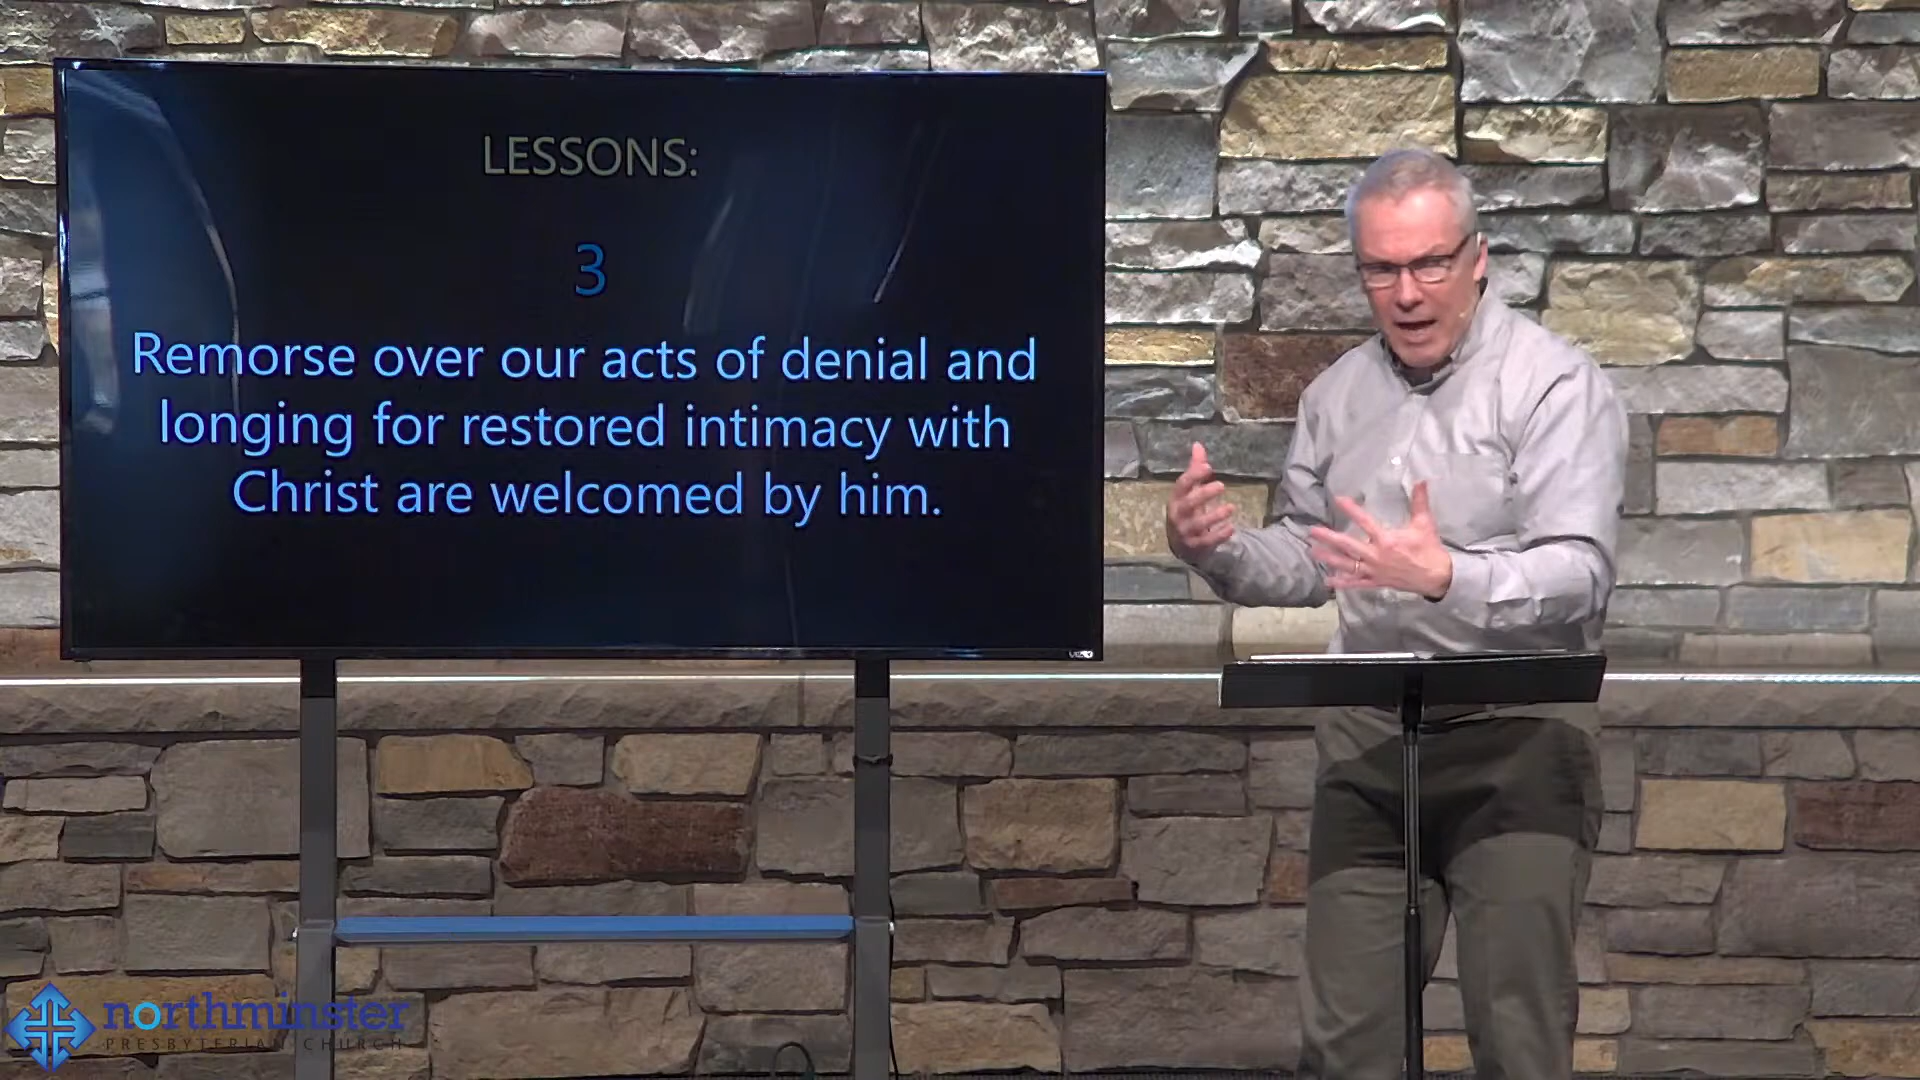 LESSONS:
3
Remorse over our acts of denial and
longing for restored intimacy with
Christ are welcomed by him.
VIZIO
northminster
PRESBYTERIAN CHURCH